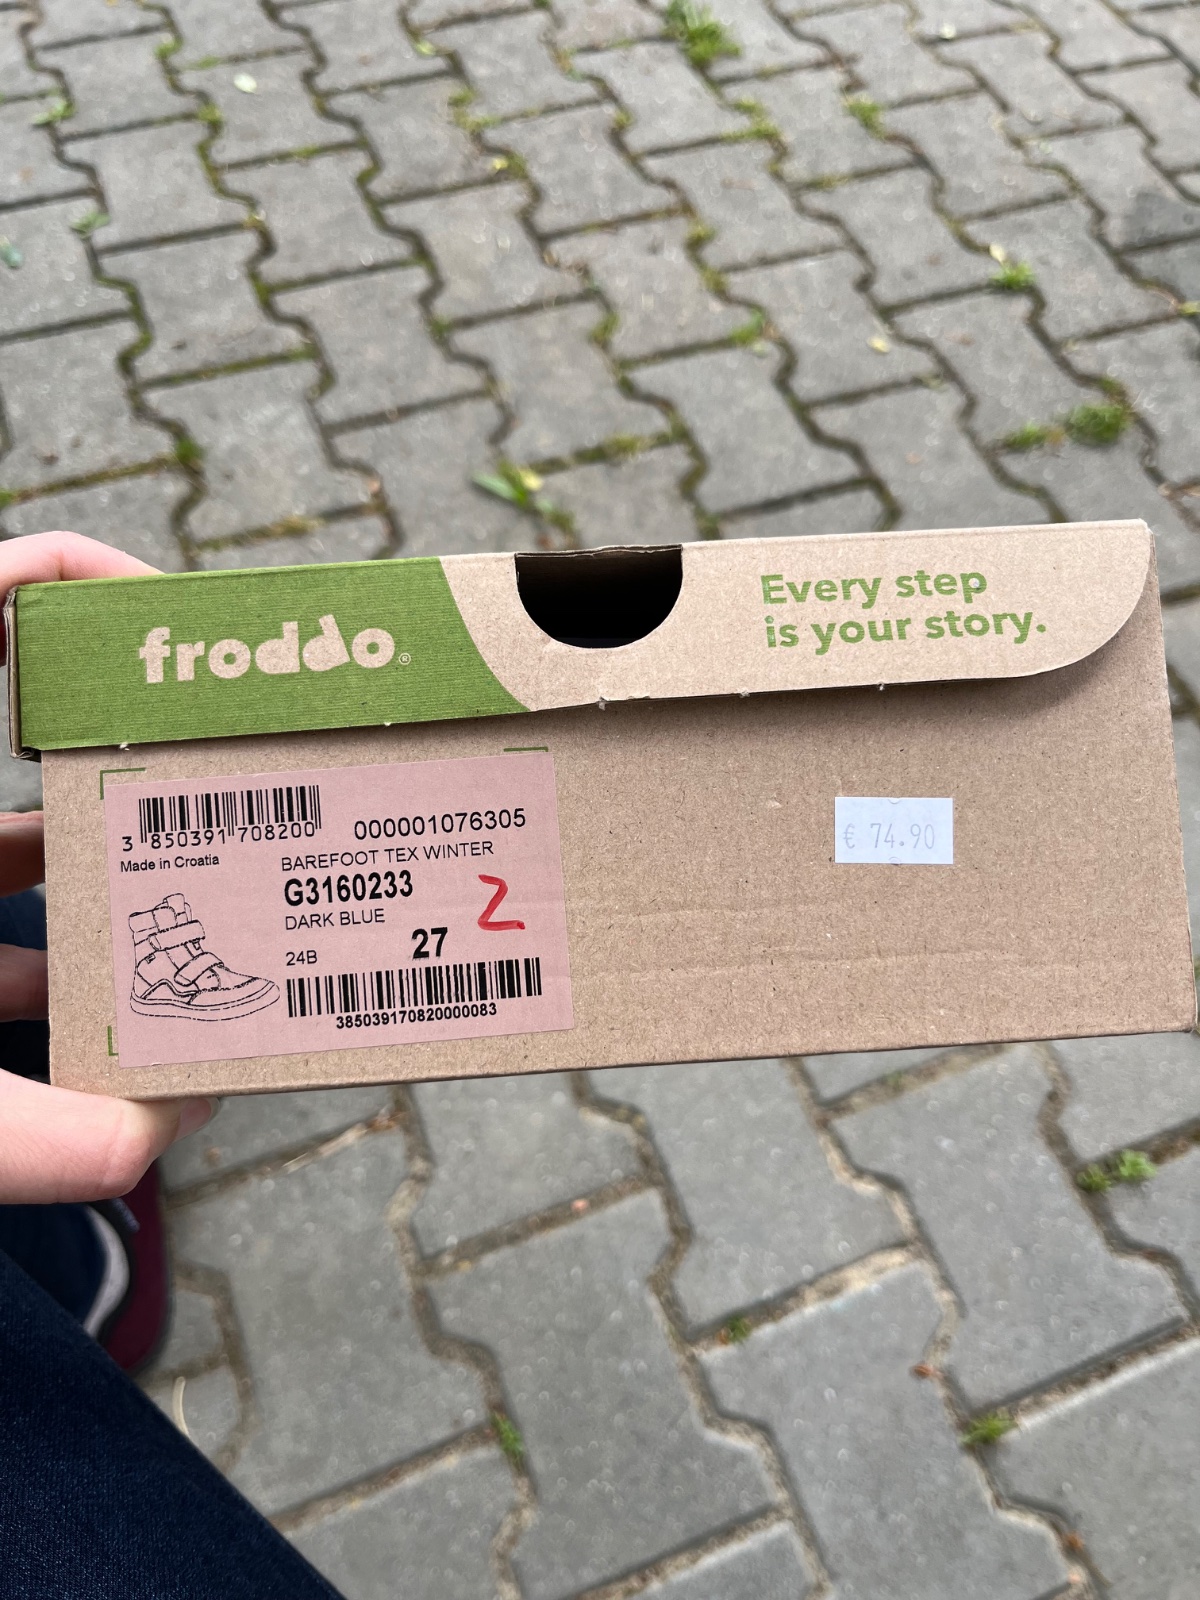 froddo®
Every step
is your story.
3 850391 708200
000001076305
Made in Croatia
BAREFOOT TEX WINTER
G3160233
DARK BLUE
Z
24B
27
385039170820000083
€ 74.90